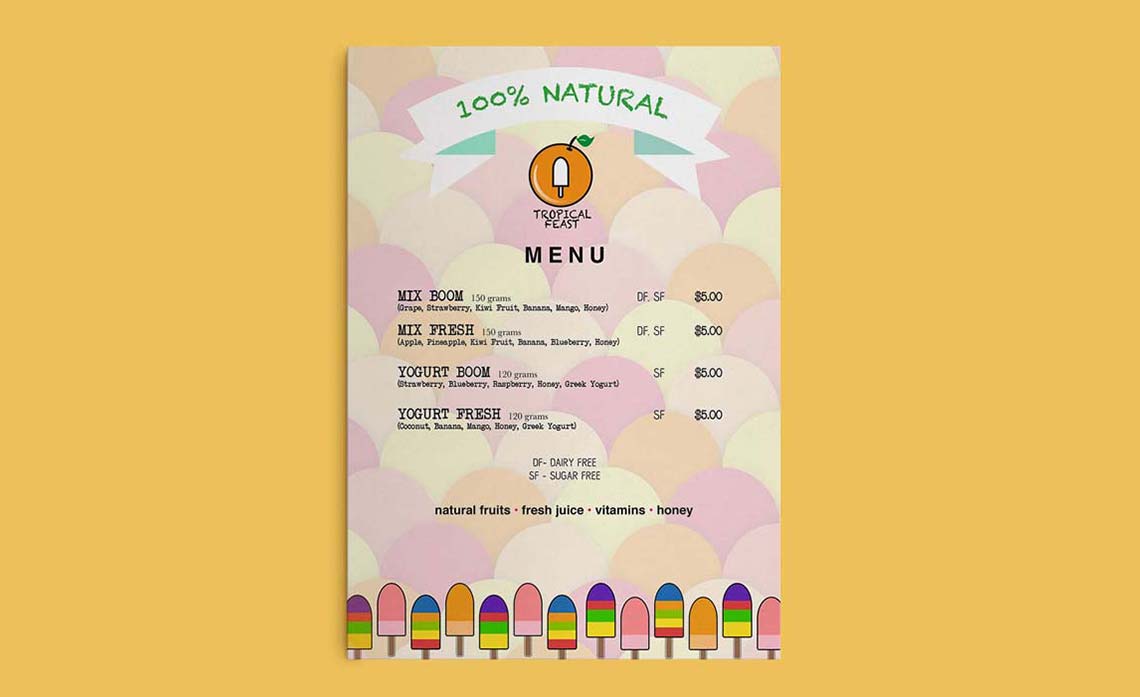 100% NATURAL
TROPICAL
FEAST
MENU
MIX BOOM 150 grams DF. SF $5.00
(Grape, Strawberry, Kiwi Fruit, Banana, Mango, Honey)
MIX FRESH 150 grams DF. SF $5.00
(Apple, Pineapple, Kiwi Fruit, Banana, Blueberry, Honey)
YOGURT BOOM 120 grams SF $5.00
(Strawberry, Blueberry, Raspberry, Honey, Greek Yogurt)
YOGURT FRESH 120 grams SF $5.00
(Coconut, Banana, Mango, Honey, Greek Yogurt)
DF- DAIRY FREE
SF - SUGAR FREE
natural fruits • fresh juice • vitamins • honey